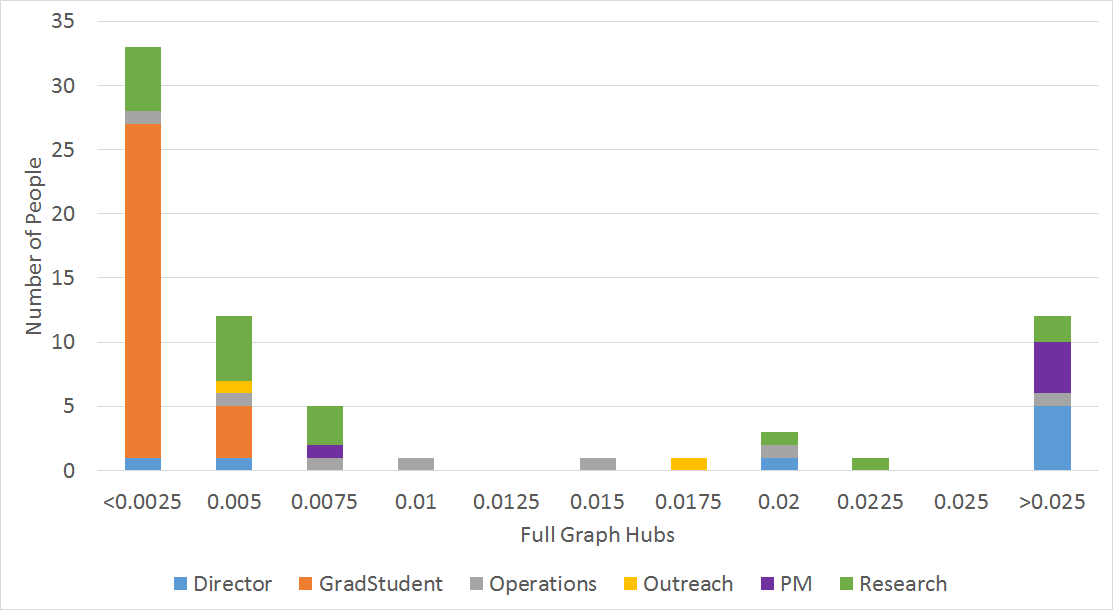 35
30
25
20
15
10
5
0
Number of People
<0.0025 0.005 0.0075 0.01 0.0125 0.015 0.0175 0.02 0.0225 0.025 >0.025
Full Graph Hubs
Director GradStudent Operations Outreach PM Research